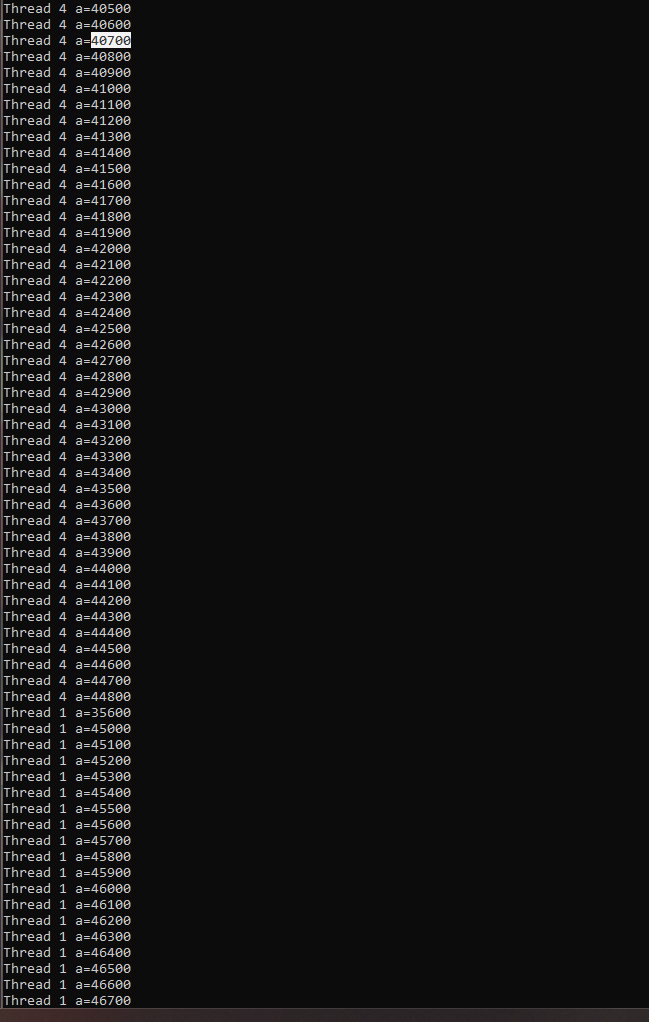 Thread 4 a=40500
Thread 4 a=40600
Thread 4 a=40700
Thread 4 a=40800
Thread 4 a=40900
Thread 4 a=41000
Thread 4 a=41100
Thread 4 a=41200
Thread 4 a=41300
Thread 4 a=41400
Thread 4 a=41500
Thread 4 a=41600
Thread 4 a=41700
Thread 4 a=41800
Thread 4 a=41900
Thread 4 a=42000
Thread 4 a=42100
Thread 4 a=42200
Thread 4 a=42300
Thread 4 a=42400
Thread 4 a=42500
Thread 4 a=42600
Thread 4 a=42700
Thread 4 a=42800
Thread 4 a=42900
Thread 4 a=43000
Thread 4 a=43100
Thread 4 a=43200
Thread 4 a=43300
Thread 4 a=43400
Thread 4 a=43500
Thread 4 a=43600
Thread 4 a=43700
Thread 4 a=43800
Thread 4 a=43900
Thread 4 a=44000
Thread 4 a=44100
Thread 4 a=44200
Thread 4 a=44300
Thread 4 a=44400
Thread 4 a=44500
Thread 4 a=44600
Thread 4 a=44700
Thread 4 a=44800
Thread 1 a=35600
Thread 1 a=45000
Thread 1 a=45100
Thread 1 a=45200
Thread 1 a=45300
Thread 1 a=45400
Thread 1 a=45500
Thread 1 a=45600
Thread 1 a=45700
Thread 1 a=45800
Thread 1 a=45900
Thread 1 a=46000
Thread 1 a=46100
Thread 1 a=46200
Thread 1 a=46300
Thread 1 a=46400
Thread 1 a=46500
Thread 1 a=46600
Thread 1 a=46700